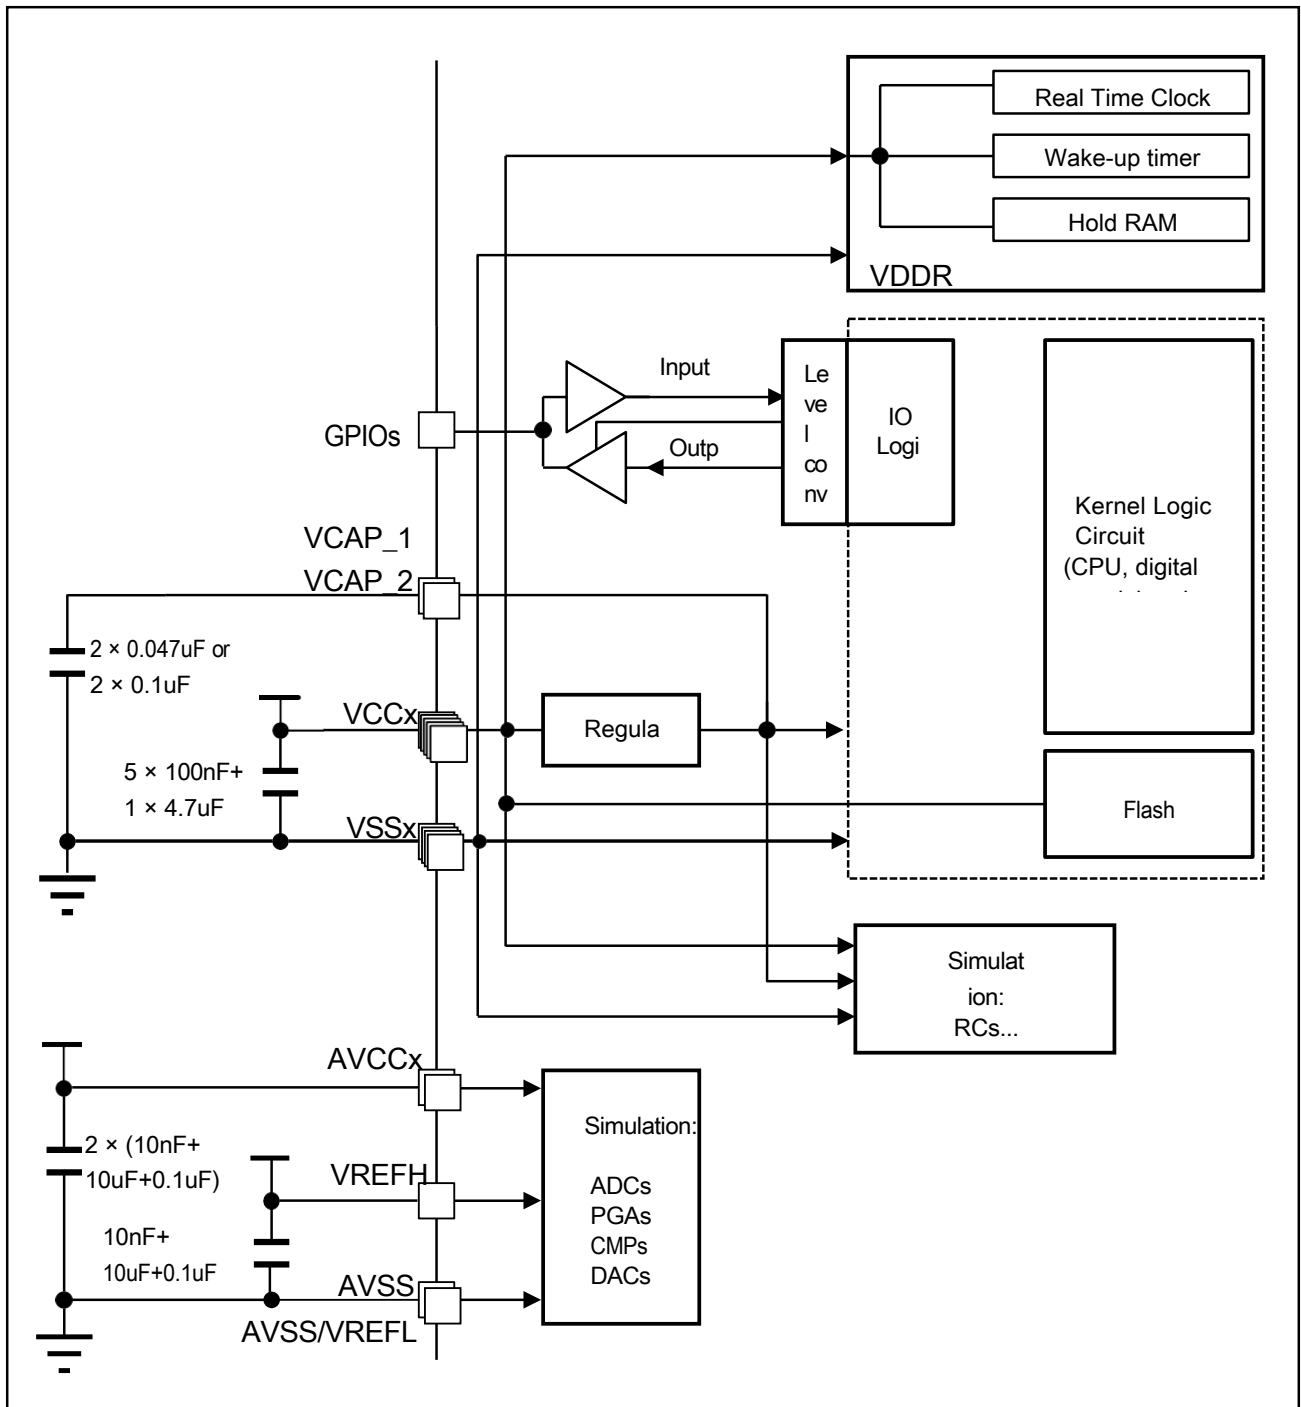 Real Time Clock
Wake-up timer
Hold RAM
VDDR
GPIOs
Input
Outp
Le
ve
l
co
nv
IO
Logi
Kernel Logic
Circuit
(CPU, digital
VCAP_1
VCAP_2
2 × 0.047uF or
2 × 0.1uF
VCCx
5 × 100nF+
1 × 4.7uF
VSSx
Regula
Flash
Simulat
ion:
RCs...
AVCCx
2 × (10nF+
10uF+0.1uF)
VREFH
10nF+
10uF+0.1uF
AVSS
AVSS/VREFL
Simulation:
ADCs
PGAs
CMPs
DACs